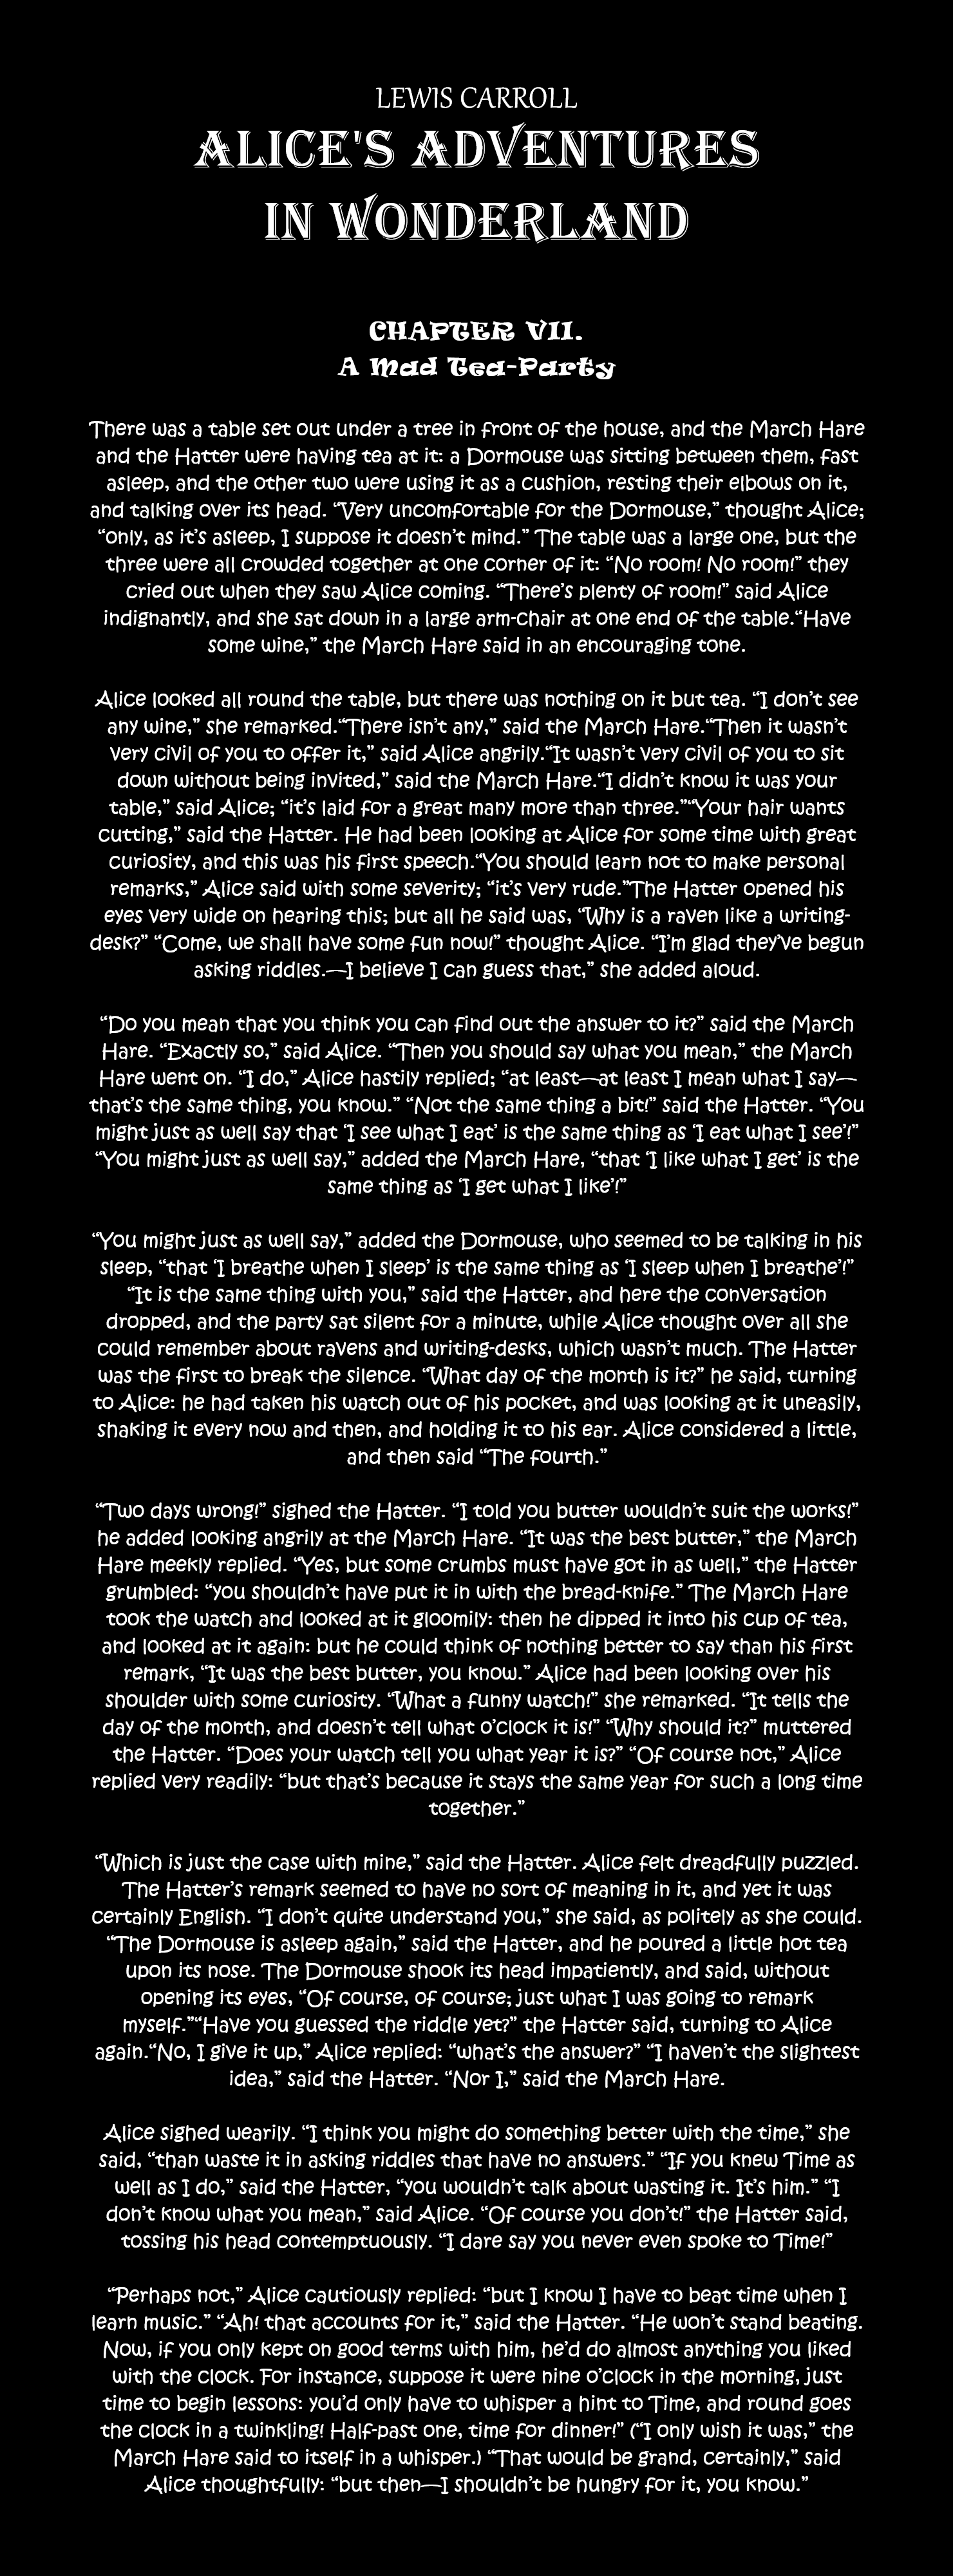 LEWIS CARROLL
ALICE'S ADVENTURES
IN WONDERLAND
CHAPTER VII.
A Mad Tea-Party
There was a table set out under a tree in front of the house, and the March Hare
and the Hatter were having tea at it: a Dormouse was sitting between them, fast
asleep, and the other two were using it as a cushion, resting their elbows on it,
and talking over its head. “Very uncomfortable for the Dormouse,” thought Alice;
“only, as it’s asleep, I suppose it doesn’t mind.” The table was a large one, but the
three were all crowded together at one corner of it: “No room! No room!” they
cried out when they saw Alice coming. “There’s plenty of room!” said Alice
indignantly, and she sat down in a large arm-chair at one end of the table.“Have
some wine,” the March Hare said in an encouraging tone.
Alice looked all round the table, but there was nothing on it but tea. “I don’t see
any wine,” she remarked.“There isn’t any,” said the March Hare.“Then it wasn’t
very civil of you to offer it,” said Alice angrily.“It wasn’t very civil of you to sit
down without being invited,” said the March Hare.“I didn’t know it was your
table,” said Alice; “it’s laid for a great many more than three.”“Your hair wants
cutting,” said the Hatter. He had been looking at Alice for some time with great
curiosity, and this was his first speech.“You should learn not to make personal
remarks,” Alice said with some severity; “it’s very rude.”The Hatter opened his
eyes very wide on hearing this; but all he said was, “Why is a raven like a writing-
desk?” “Come, we shall have some fun now!” thought Alice. “I’m glad they’ve begun
asking riddles.—I believe I can guess that,” she added aloud.
“Do you mean that you think you can find out the answer to it?” said the March
Hare. “Exactly so,” said Alice. “Then you should say what you mean,” the March
Hare went on. “I do,” Alice hastily replied; “at least—at least I mean what I say—
that’s the same thing, you know.” “Not the same thing a bit!” said the Hatter. “You
might just as well say that ‘I see what I eat’ is the same thing as ‘I eat what I see’!”
“You might just as well say,” added the March Hare, “that ‘I like what I get’ is the
same thing as ‘I get what I like’!”
“You might just as well say,” added the Dormouse, who seemed to be talking in his
sleep, “that ‘I breathe when I sleep’ is the same thing as ‘I sleep when I breathe’!”
“It is the same thing with you,” said the Hatter, and here the conversation
dropped, and the party sat silent for a minute, while Alice thought over all she
could remember about ravens and writing-desks, which wasn’t much. The Hatter
was the first to break the silence. “What day of the month is it?” he said, turning
to Alice: he had taken his watch out of his pocket, and was looking at it uneasily,
shaking it every now and then, and holding it to his ear. Alice considered a little,
and then said “The fourth.”
“Two days wrong!” sighed the Hatter. “I told you butter wouldn’t suit the works!”
he added looking angrily at the March Hare. “It was the best butter,” the March
Hare meekly replied. “Yes, but some crumbs must have got in as well,” the Hatter
grumbled: “you shouldn’t have put it in with the bread-knife.” The March Hare
took the watch and looked at it gloomily: then he dipped it into his cup of tea,
and looked at it again: but he could think of nothing better to say than his first
remark, “It was the best butter, you know.” Alice had been looking over his
shoulder with some curiosity. “What a funny watch!” she remarked. “It tells the
day of the month, and doesn’t tell what o’clock it is!” “Why should it?” muttered
the Hatter. “Does your watch tell you what year it is?” “Of course not,” Alice
replied very readily: “but that’s because it stays the same year for such a long time
together.”
“Which is just the case with mine,” said the Hatter. Alice felt dreadfully puzzled.
The Hatter’s remark seemed to have no sort of meaning in it, and yet it was
certainly English. “I don’t quite understand you,” she said, as politely as she could.
“The Dormouse is asleep again,” said the Hatter, and he poured a little hot tea
upon its nose. The Dormouse shook its head impatiently, and said, without
opening its eyes, “Of course, of course; just what I was going to remark
myself.”“Have you guessed the riddle yet?” the Hatter said, turning to Alice
again.“No, I give it up,” Alice replied: “what’s the answer?” “I haven’t the slightest
idea,” said the Hatter. “Nor I,” said the March Hare.
Alice sighed wearily. “I think you might do something better with the time,” she
said, “than waste it in asking riddles that have no answers.” “If you knew Time as
well as I do,” said the Hatter, “you wouldn’t talk about wasting it. It’s him.” “I
don’t know what you mean,” said Alice. “Of course you don’t!” the Hatter said,
tossing his head contemptuously. “I dare say you never even spoke to Time!”
“Perhaps not,” Alice cautiously replied: “but I know I have to beat time when I
learn music.” “Ah! that accounts for it,” said the Hatter. “He won’t stand beating.
Now, if you only kept on good terms with him, he’d do almost anything you liked
with the clock. For instance, suppose it were nine o’clock in the morning, just
time to begin lessons: you’d only have to whisper a hint to Time, and round goes
the clock in a twinkling! Half-past one, time for dinner!” (“I only wish it was,” the
March Hare said to itself in a whisper.) “That would be grand, certainly,” said
Alice thoughtfully: “but then—I shouldn’t be hungry for it, you know.”